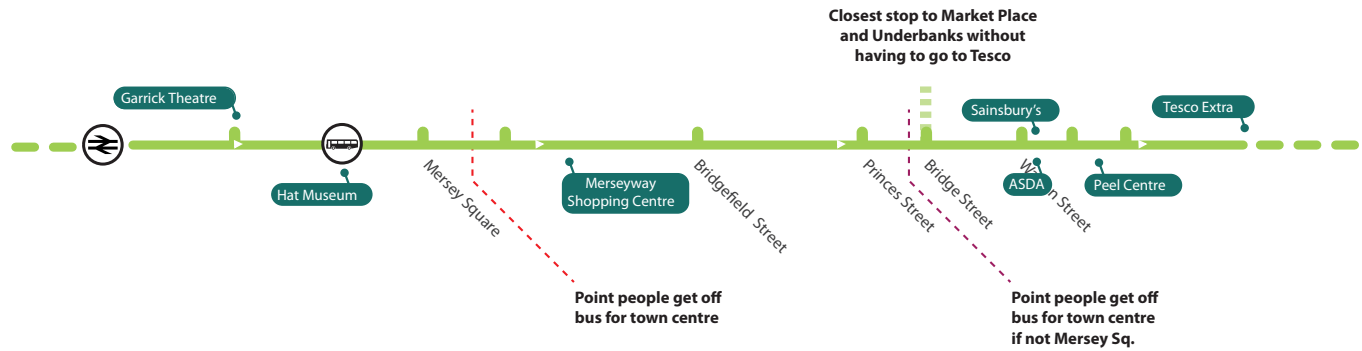 Closest stop to Market Place
and Underbanks without
having to go to Tesco
Garrick Theatre
Sainsbury's
Tesco Extra
Hat Museum
Mersey Square
Merseyway
Shopping Centre
Bridgefield Street
Princes Street
Bridge Street
Street
ASDA
Peel Centre
Point people get off
bus for town centre
Point people get off
bus for town centre
if not Mersey Sq.